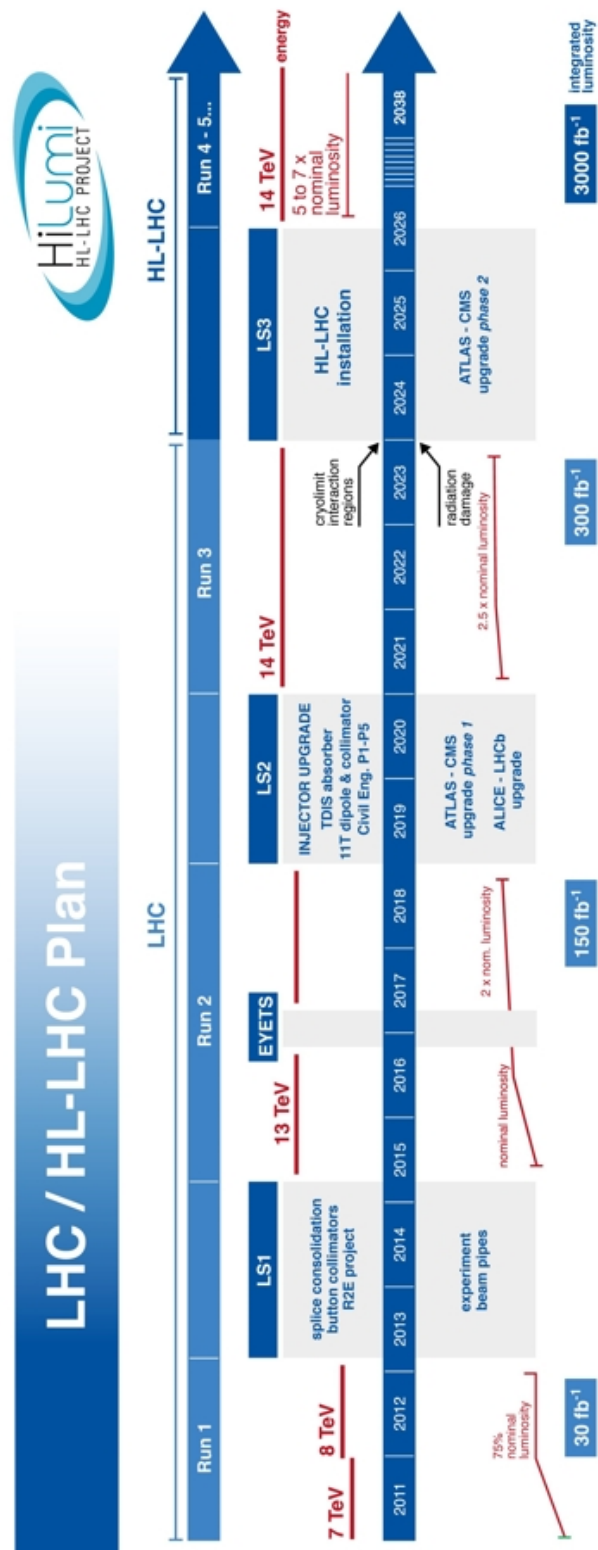 LHC / HL-LHC Plan
HiLumi
HL-LHC PROJECT
LHC
HL-LHC
Run 1
Run 2
Run 3
Run 4 - 5...
LS1
EYETS
LS2
LS3
7 TeV
8 TeV
13 TeV
14 TeV
14 TeV
energy
splice consolidation
button collimators
R2E project
INJECTOR UPGRADE
TDIS absorber
11T dipole & collimator
Civil Eng. P1-P5
cryolimit
interaction
regions
HL-LHC
installation
5 to 7 x
nominal
luminosity
2011
2012
2013
2014
2015
2016
2017
2018
2019
2020
2021
2022
2023
2024
2025
2026
2038
75%
nominal
luminosity
experiment
beam pipes
nominal luminosity
2 x nom. luminosity
ATLAS - CMS
upgrade phase 1
ALICE - LHCb
upgrade
2.5 x nominal luminosity
radiation
damage
ATLAS - CMS
upgrade phase 2
30 fb⁻¹
150 fb⁻¹
300 fb⁻¹
3000 fb⁻¹
integrated
luminosity